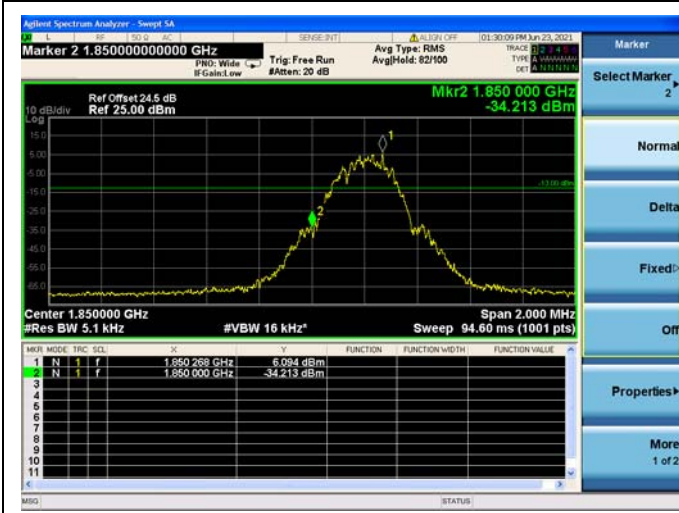 Agilent Spectrum Analyzer - Swept SA
L RF 50 Ω AC SENSE:INT ALIGN OFF 01:30:09 PM Jun 23, 2021
Marker 2 1.850000000000 GHz
PNO: Wide Trig: Free Run
IFGain:Low #Atten: 20 dB
Avg Type: RMS
Avg|Hold: 82/100
TRACE 1 2 3 4 5 6
TYPE A WWWWW
DET A N N N N N
Mkr2 1.850 000 GHz
-34.213 dBm
Ref Offset 24.5 dB
10 dB/div Ref 25.00 dBm
Log
15.0
5.00
-5.00
-15.0
-25.0
-35.0
-45.0
-55.0
-65.0
1
-13.00 dBm
2
Center 1.850000 GHz Span 2.000 MHz
#Res BW 5.1 kHz #VBW 16 kHz* Sweep 94.60 ms (1001 pts)
MKR MODE TRC SCL X Y FUNCTION FUNCTION WIDTH FUNCTION VALUE
1 N 1 f 1.850 268 GHz 6.094 dBm
2 N 1 f 1.850 000 GHz -34.213 dBm
3
4
5
6
7
8
9
10
11
MSG STATUS
Marker
Select Marker
2
Normal
Delta
Fixed
Off
Properties
More
1 of 2